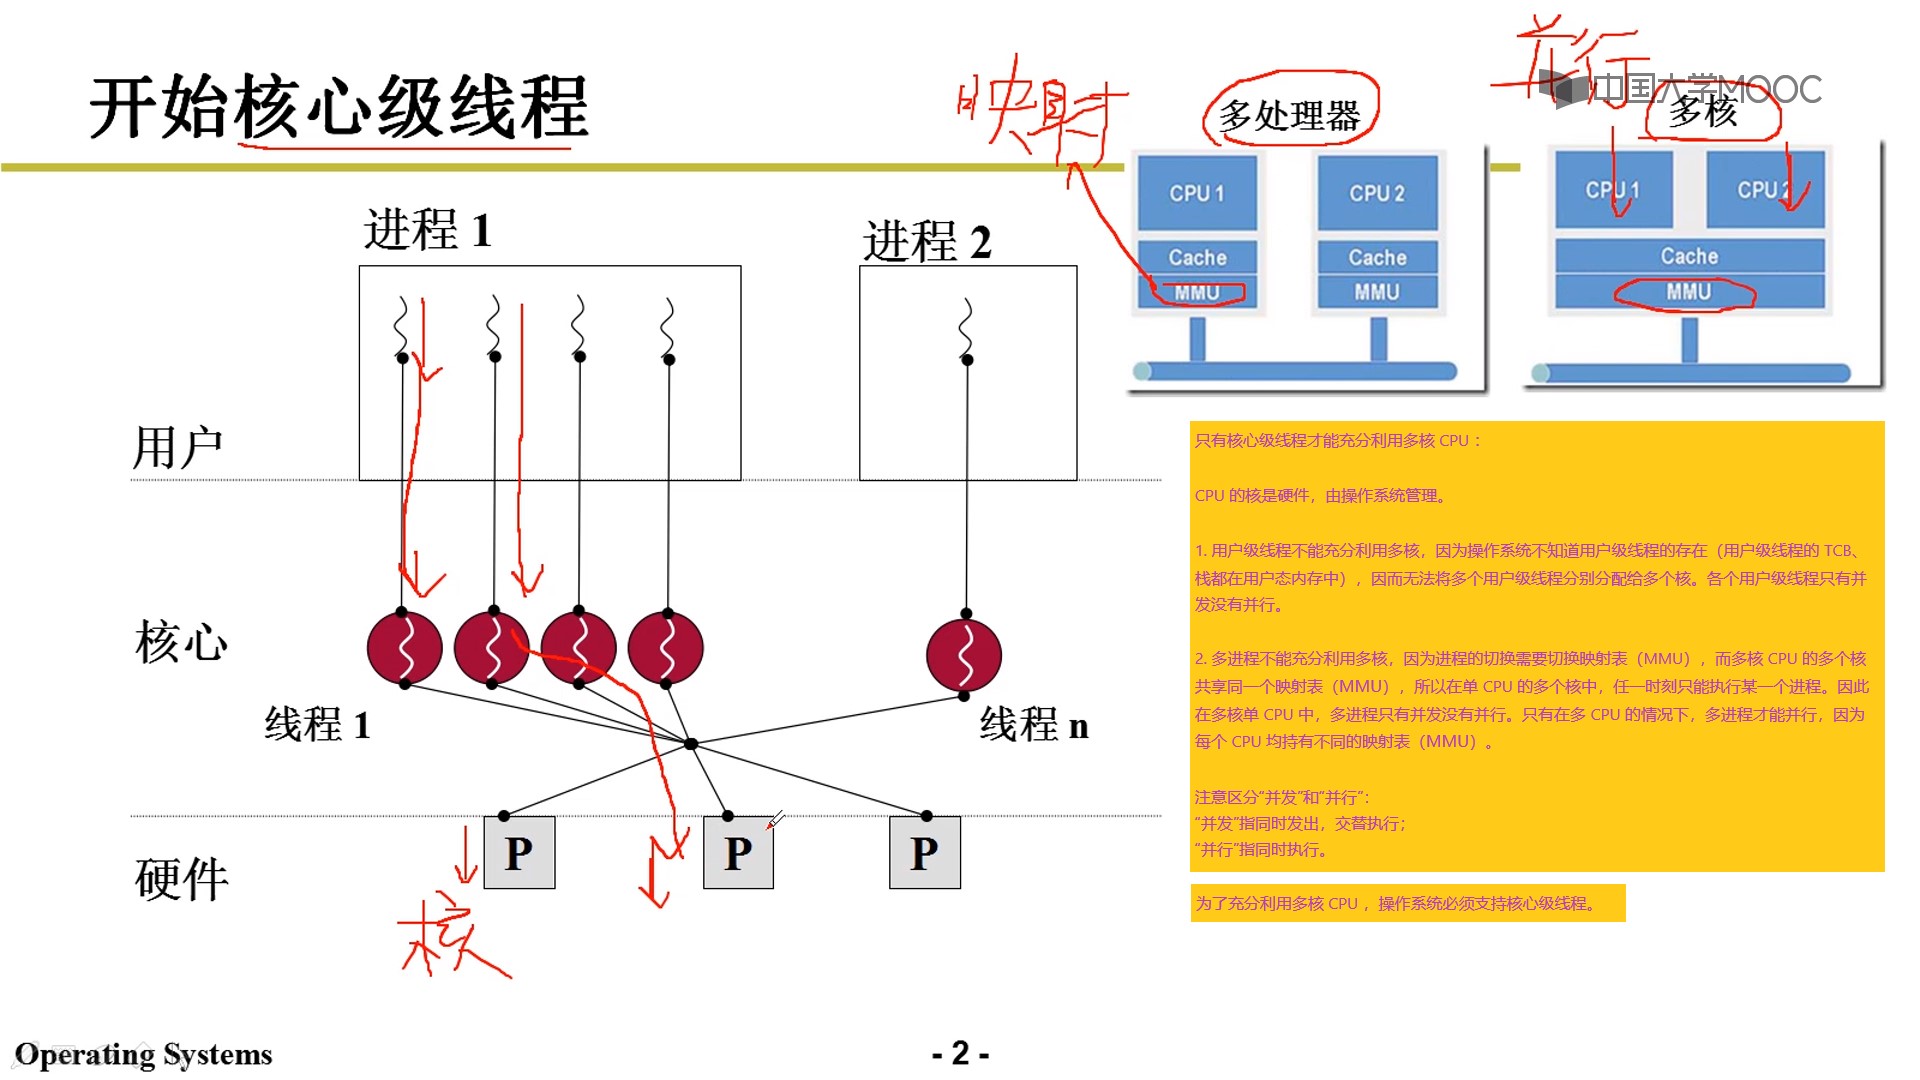 开始核心级线程
映射
并行
中国大学MOOC
多处理器
多核
CPU 1
CPU 2
Cache
Cache
MMU
MMU
CPU 1
CPU 2
Cache
MMU
进程 1
进程 2
用户
核心
线程 1
线程 n
硬件
P
P
P
核
只有核心级线程才能充分利用多核 CPU：
CPU 的核是硬件，由操作系统管理。
1. 用户级线程不能充分利用多核，因为操作系统不知道用户级线程的存在（用户级线程的 TCB、
栈都在用户态内存中），因而无法将多个用户级线程分别分配给多个核。各个用户级线程只有并
发没有并行。
2. 多进程不能充分利用多核，因为进程的切换需要切换映射表（MMU），而多核 CPU 的多个核
共享同一个映射表（MMU），所以在单 CPU 的多个核中，任一时刻只能执行某一个进程。因此
在多核单 CPU 中，多进程只有并发没有并行。只有在多 CPU 的情况下，多进程才能并行，因为
每个 CPU 均持有不同的映射表（MMU）。
注意区分“并发”和“并行”：
“并发”指同时发出，交替执行；
“并行”指同时执行。
为了充分利用多核 CPU，操作系统必须支持核心级线程。
Operating Systems
- 2 -